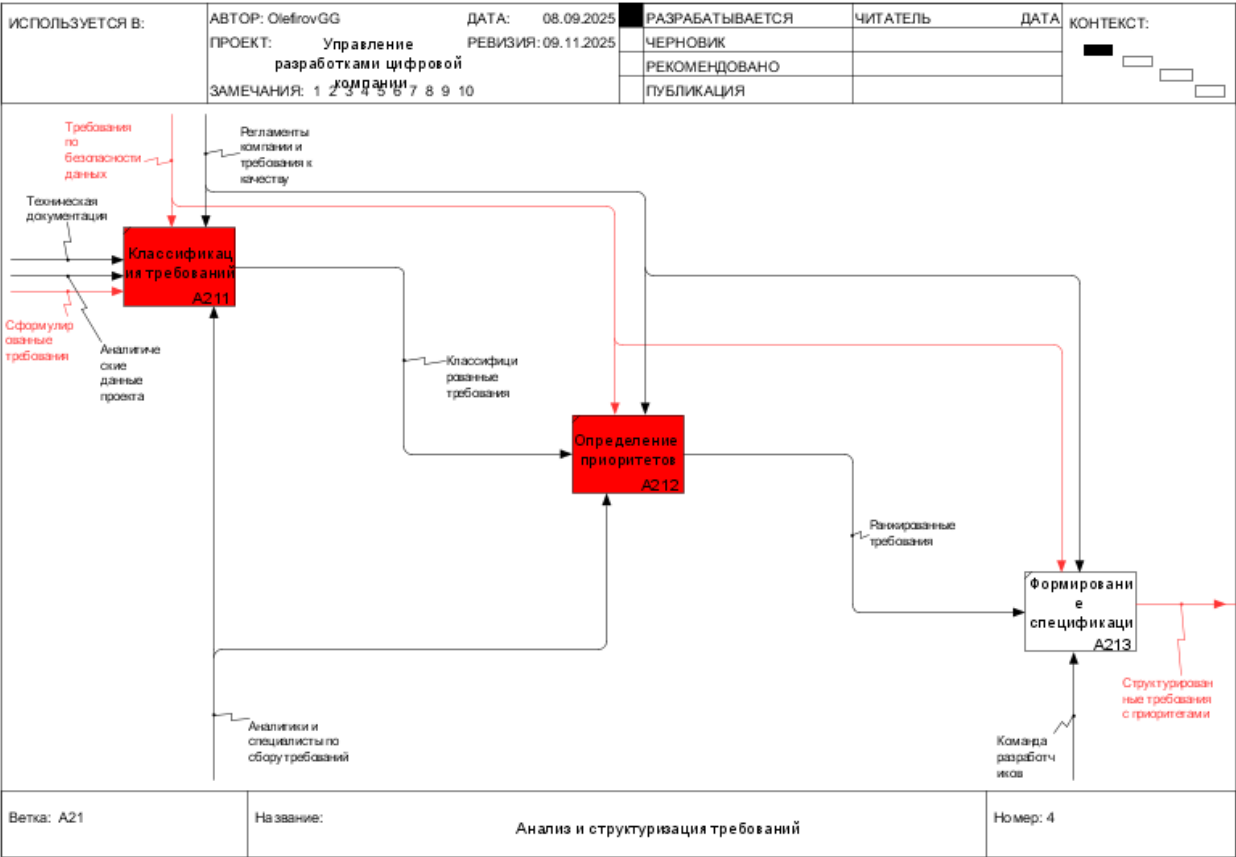 ИСПОЛЬЗУЕТСЯ В:
АВТОР: OlefirovGG
ДАТА: 08.09.2025
ПРОЕКТ: Управление
разработками цифровой
компании
РЕВИЗИЯ: 09.11.2025
ЗАМЕЧАНИЯ: 1 2 3 4 5 6 7 8 9 10
РАЗРАБАТЫВАЕТСЯ
ЧЕРНОВИК
РЕКОМЕНДОВАНО
ПУБЛИКАЦИЯ
ЧИТАТЕЛЬ
ДАТА
КОНТЕКСТ:
Требования
по
безопасности
данных
Регламенты
компании и
требования к
качеству
Техническая
документация
Классификац
ия требований
A211
Сформулир
ованные
требования
Аналитиче
ские
данные
проекта
Классифици
рованные
требования
Определение
приоритетов
A212
Ранжированные
требования
Формировани
е
спецификаци
A213
Структурирован
ные требования
с приоритетами
Аналитики и
специалисты по
сбору требований
Команда
разработч
иков
Ветка: A21
Название:
Анализ и структуризация требований
Номер: 4